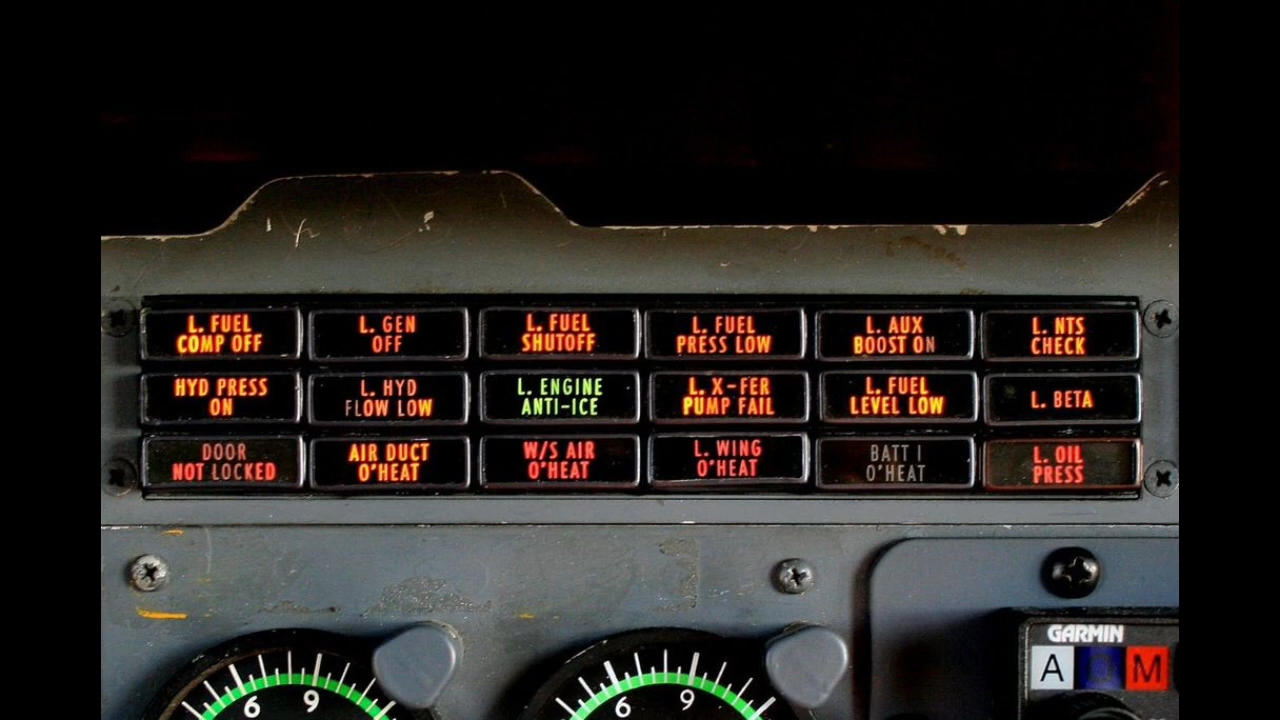 L. FUEL
COMP OFF
L. GEN
OFF
L. FUEL
SHUTOFF
L. FUEL
PRESS LOW
L. AUX
BOOST ON
L. NTS
CHECK
HYD PRESS
ON
L. HYD
FLOW LOW
L. ENGINE
ANTI-ICE
L. X-FER
PUMP FAIL
L. FUEL
LEVEL LOW
L. BETA
DOOR
NOT LOCKED
AIR DUCT
O'HEAT
W/S AIR
O'HEAT
L. WING
O'HEAT
BATT 1
O'HEAT
L. OIL
PRESS
GARMIN
A O M
6 9
6 9